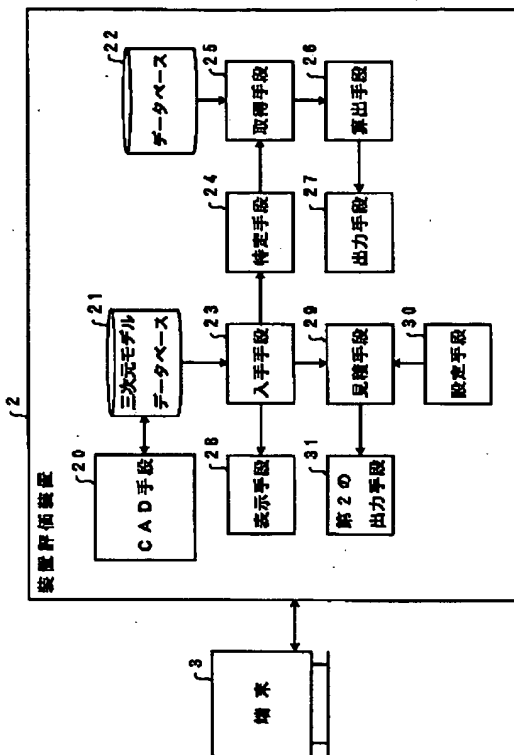 2
装置評価装置
20
CAD手段
21
三次元モデル
データベース
22
データベース
23
入手手段
24
特定手段
25
取得手段
26
算出手段
27
出力手段
28
表示手段
29
見積手段
30
設定手段
31
第2の
出力手段
3
端末